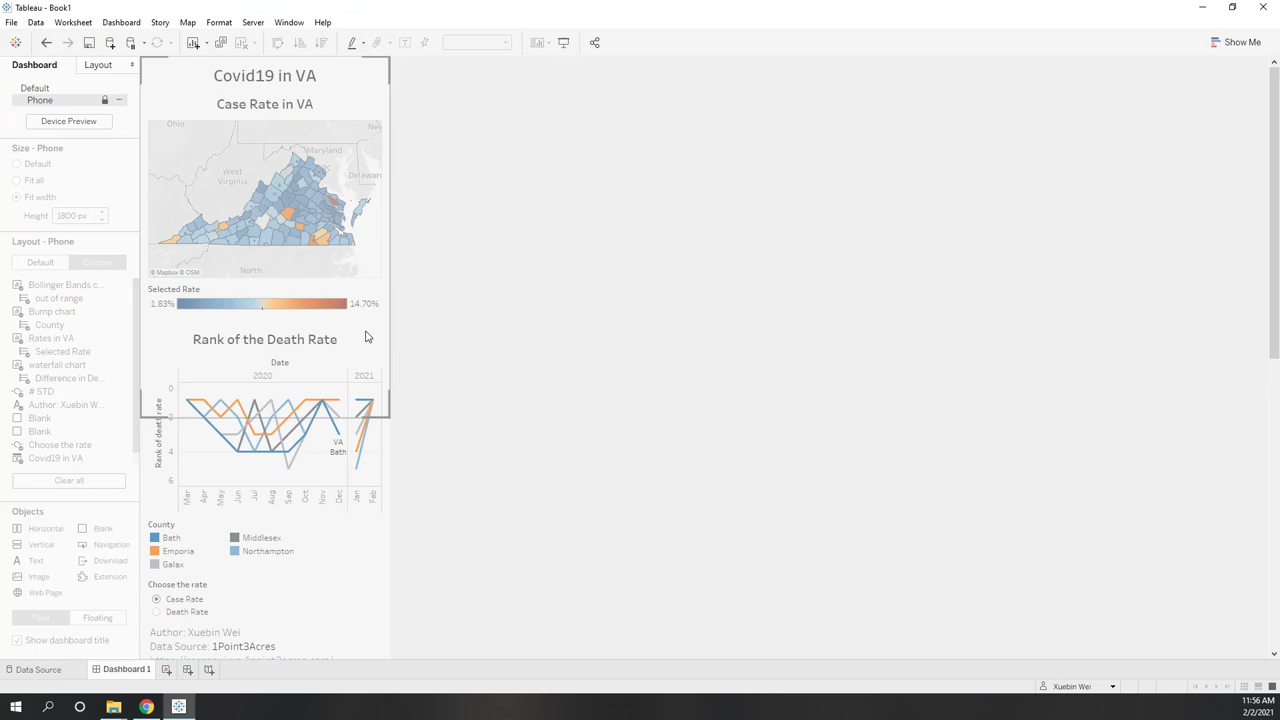 Tableau - Book1
File Data Worksheet Dashboard Story Map Format Server Window Help
Show Me
Dashboard Layout
Default
Phone
Device Preview
Size - Phone
Default
Fit all
Fit width
Height 1800 px
Layout - Phone
Default Custom
Bollinger Bands c...
out of range
Bump chart
County
Rates in VA
Selected Rate
waterfall chart
Difference in De...
# STD
Author: Xuebin W...
Blank
Blank
Choose the rate
Covid19 in VA
Clear all
Objects
Horizontal Blank
Vertical Navigation
Text Download
Image Extension
Web Page
Tiled Floating
Show dashboard title
Covid19 in VA
Case Rate in VA
Ohio
Maryland
West
Virginia
Delaware
North
© Mapbox © OSM
Selected Rate
1.83% 14.70%
Rank of the Death Rate
Date
2020 2021
Rank of death rate
0
2
4
6
VA
Bath
Mar Apr May Jun Jul Aug Sep Oct Nov Dec Jan Feb
County
Bath Middlesex
Emporia Northampton
Galax
Choose the rate
Case Rate
Death Rate
Author: Xuebin Wei
Data Source: 1Point3Acres
Data Source Dashboard 1
Xuebin Wei
11:56 AM
2/2/2021